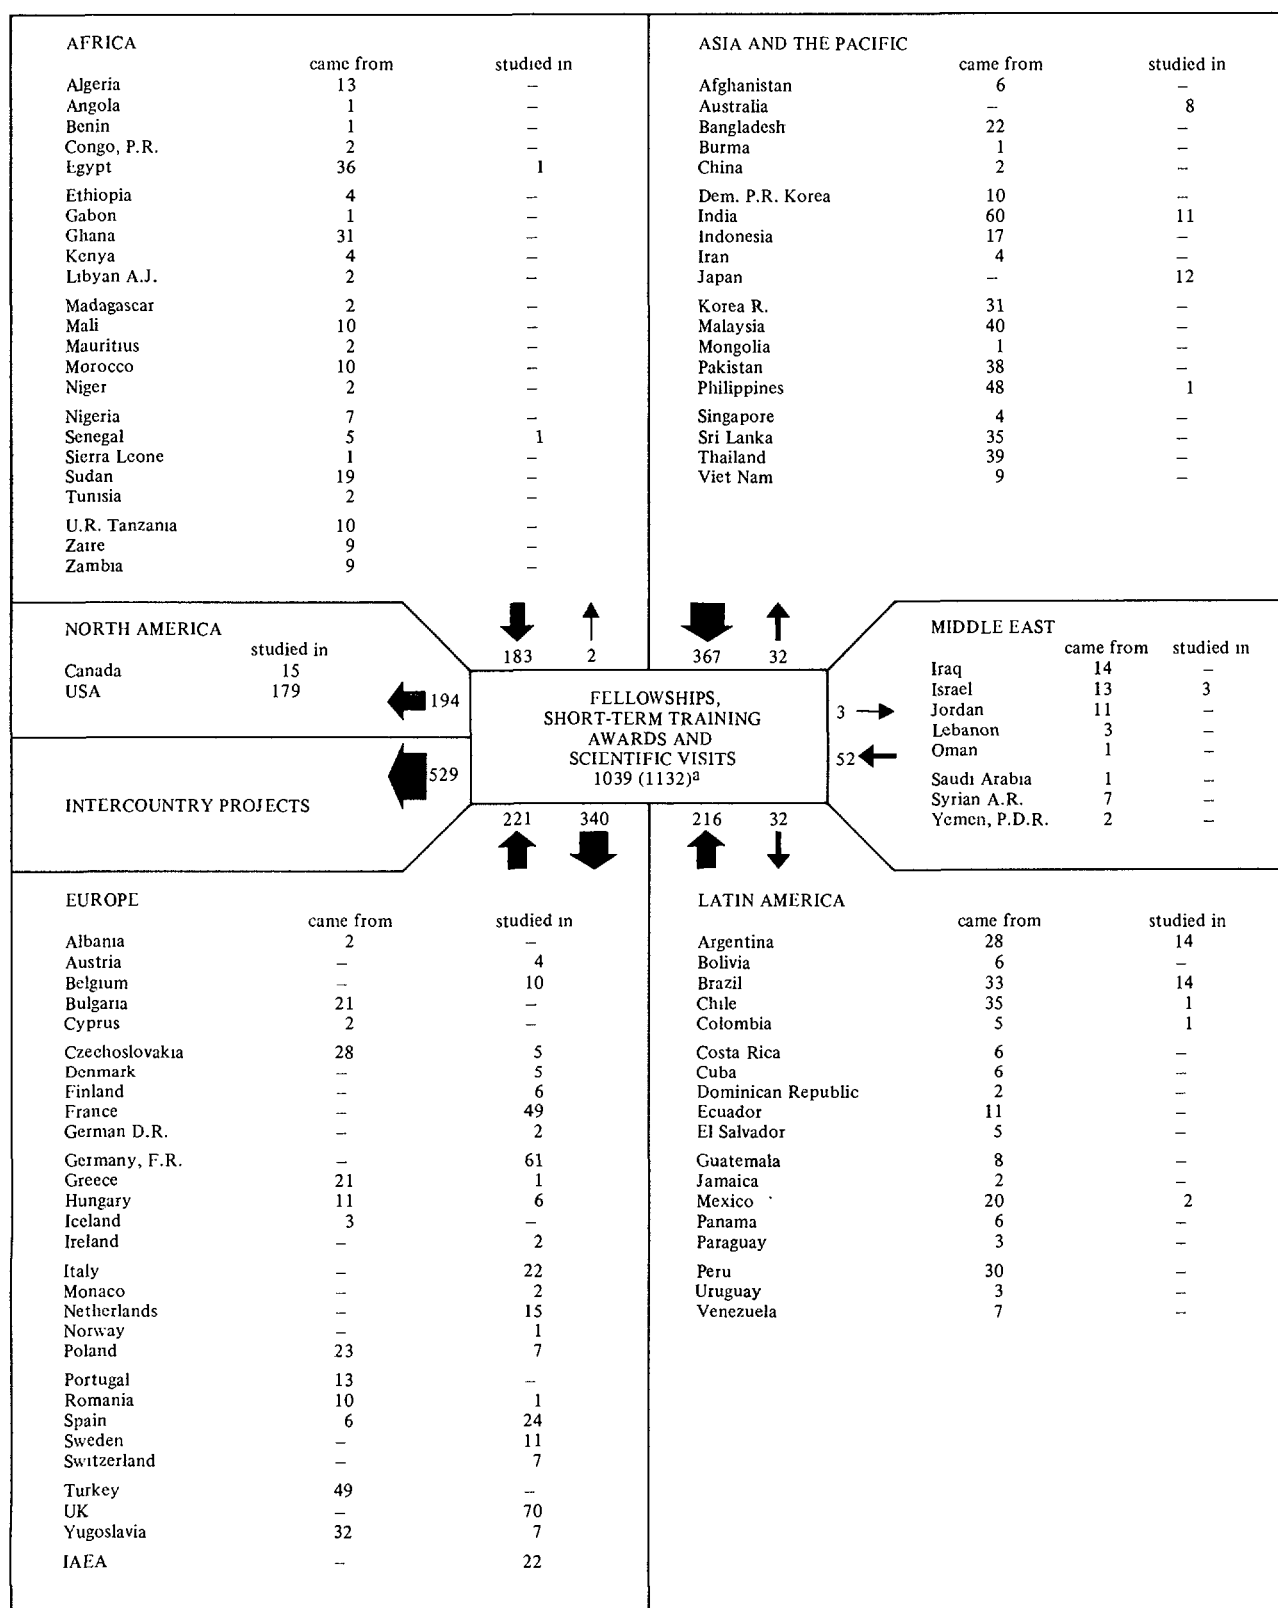 AFRICA
came from studied in
Algeria 13 –
Angola 1 –
Benin 1 –
Congo, P.R. 2 –
Egypt 36 1
Ethiopia 4 –
Gabon 1 –
Ghana 31 –
Kenya 4 –
Libyan A.J. 2 –
Madagascar 2 –
Mali 10 –
Mauritius 2 –
Morocco 10 –
Niger 2 –
Nigeria 7 –
Senegal 5 1
Sierra Leone 1 –
Sudan 19 –
Tunisia 2 –
U.R. Tanzania 10 –
Zaire 9 –
Zambia 9 –
183 2
ASIA AND THE PACIFIC
came from studied in
Afghanistan 6 –
Australia – 8
Bangladesh 22 –
Burma 1 –
China 2 –
Dem. P.R. Korea 10 –
India 60 11
Indonesia 17 –
Iran 4 –
Japan – 12
Korea R. 31 –
Malaysia 40 –
Mongolia 1 –
Pakistan 38 –
Philippines 48 1
Singapore 4 –
Sri Lanka 35 –
Thailand 39 –
Viet Nam 9 –
367 32
NORTH AMERICA
studied in
Canada 15
USA 179
194
FELLOWSHIPS,
SHORT-TERM TRAINING
AWARDS AND
SCIENTIFIC VISITS
1039 (1132)a
MIDDLE EAST
came from studied in
Iraq 14 –
Israel 13 3
Jordan 11 –
Lebanon 3 –
Oman 1 –
Saudi Arabia 1 –
Syrian A.R. 7 –
Yemen, P.D.R. 2 –
3
52
INTERCOUNTRY PROJECTS
529
221 340
216 32
EUROPE
came from studied in
Albania 2 –
Austria – 4
Belgium – 10
Bulgaria 21 –
Cyprus 2 –
Czechoslovakia 28 5
Denmark – 5
Finland – 6
France – 49
German D.R. – 2
Germany, F.R. – 61
Greece 21 1
Hungary 11 6
Iceland 3 –
Ireland – 2
Italy – 22
Monaco – 2
Netherlands – 15
Norway – 1
Poland 23 7
Portugal 13 –
Romania 10 1
Spain 6 24
Sweden – 11
Switzerland – 7
Turkey 49 –
UK – 70
Yugoslavia 32 7
IAEA – 22
LATIN AMERICA
came from studied in
Argentina 28 14
Bolivia 6 –
Brazil 33 14
Chile 35 1
Colombia 5 1
Costa Rica 6 –
Cuba 6 –
Dominican Republic 2 –
Ecuador 11 –
El Salvador 5 –
Guatemala 8 –
Jamaica 2 –
Mexico 20 2
Panama 6 –
Paraguay 3 –
Peru 30 –
Uruguay 3 –
Venezuela 7 –